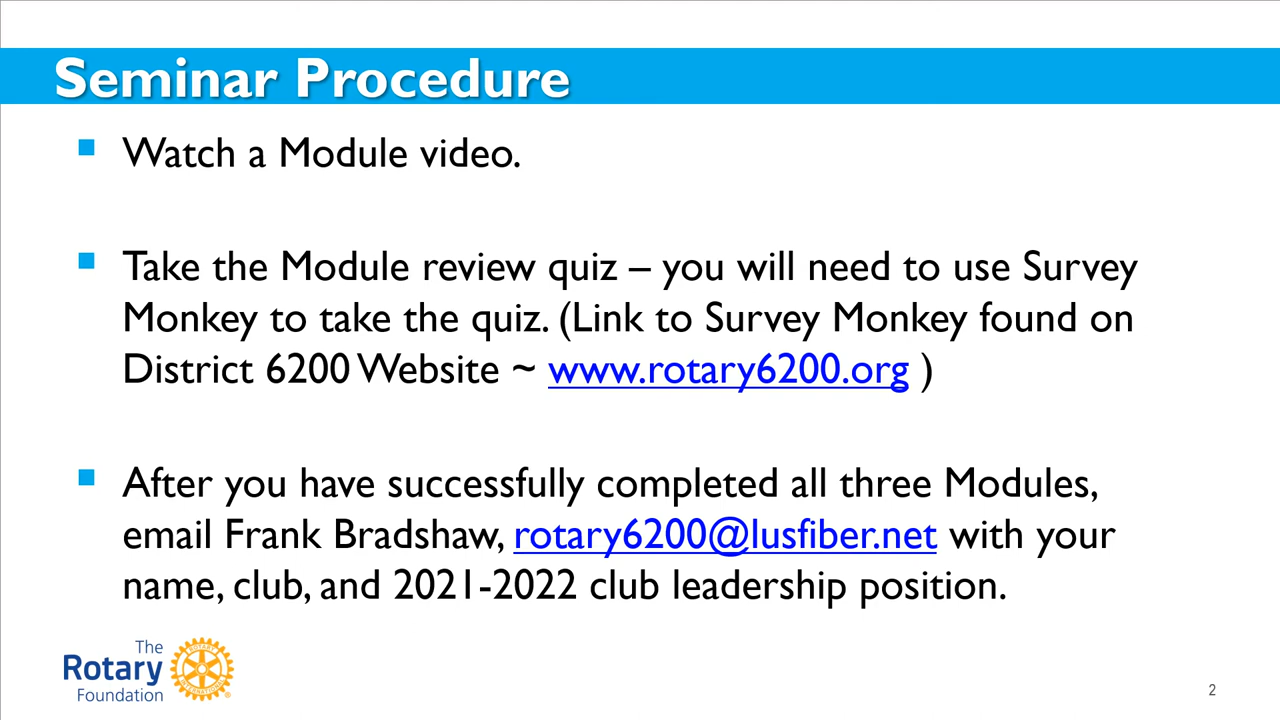 Seminar Procedure
Watch a Module video.
Take the Module review quiz – you will need to use Survey
Monkey to take the quiz. (Link to Survey Monkey found on
District 6200 Website ~ www.rotary6200.org )
After you have successfully completed all three Modules,
email Frank Bradshaw, rotary6200@lusfiber.net with your
name, club, and 2021-2022 club leadership position.
The
Rotary
Foundation
ROTARY
INTERNATIONAL
®
2